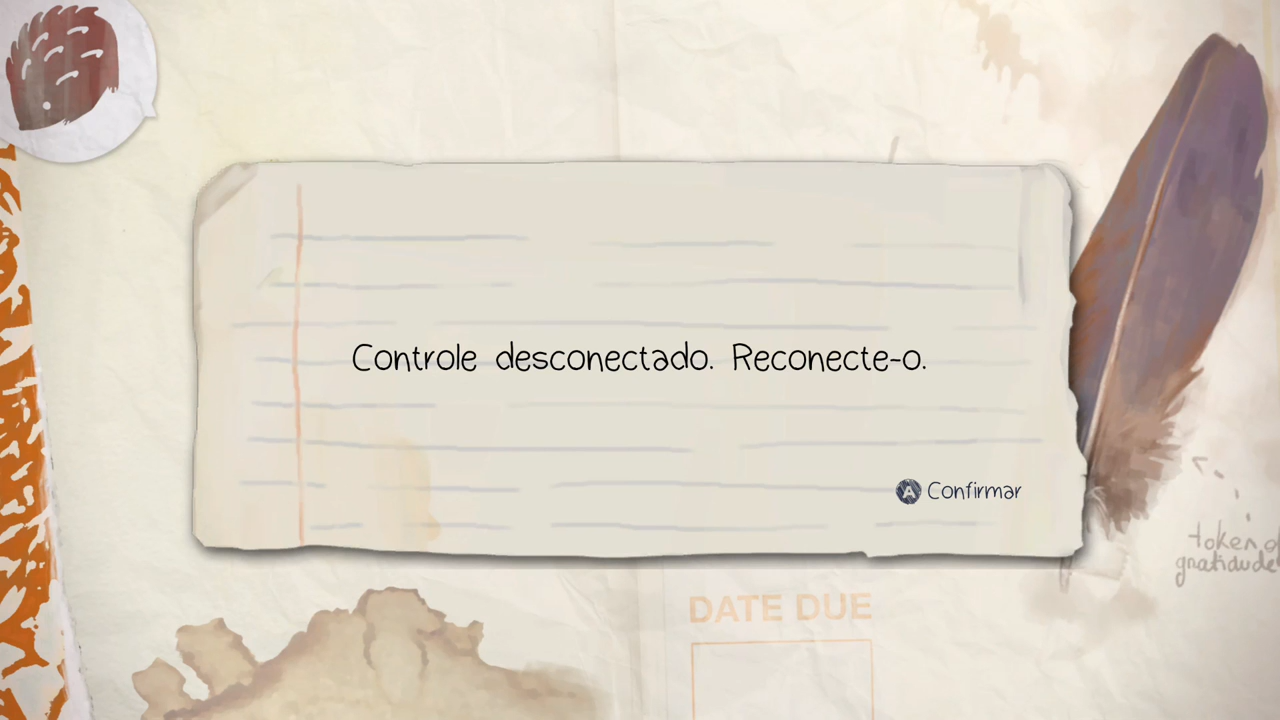 Controle desconectado. Reconecte-o.
A Confirmar
token of
gratidude
DATE DUE